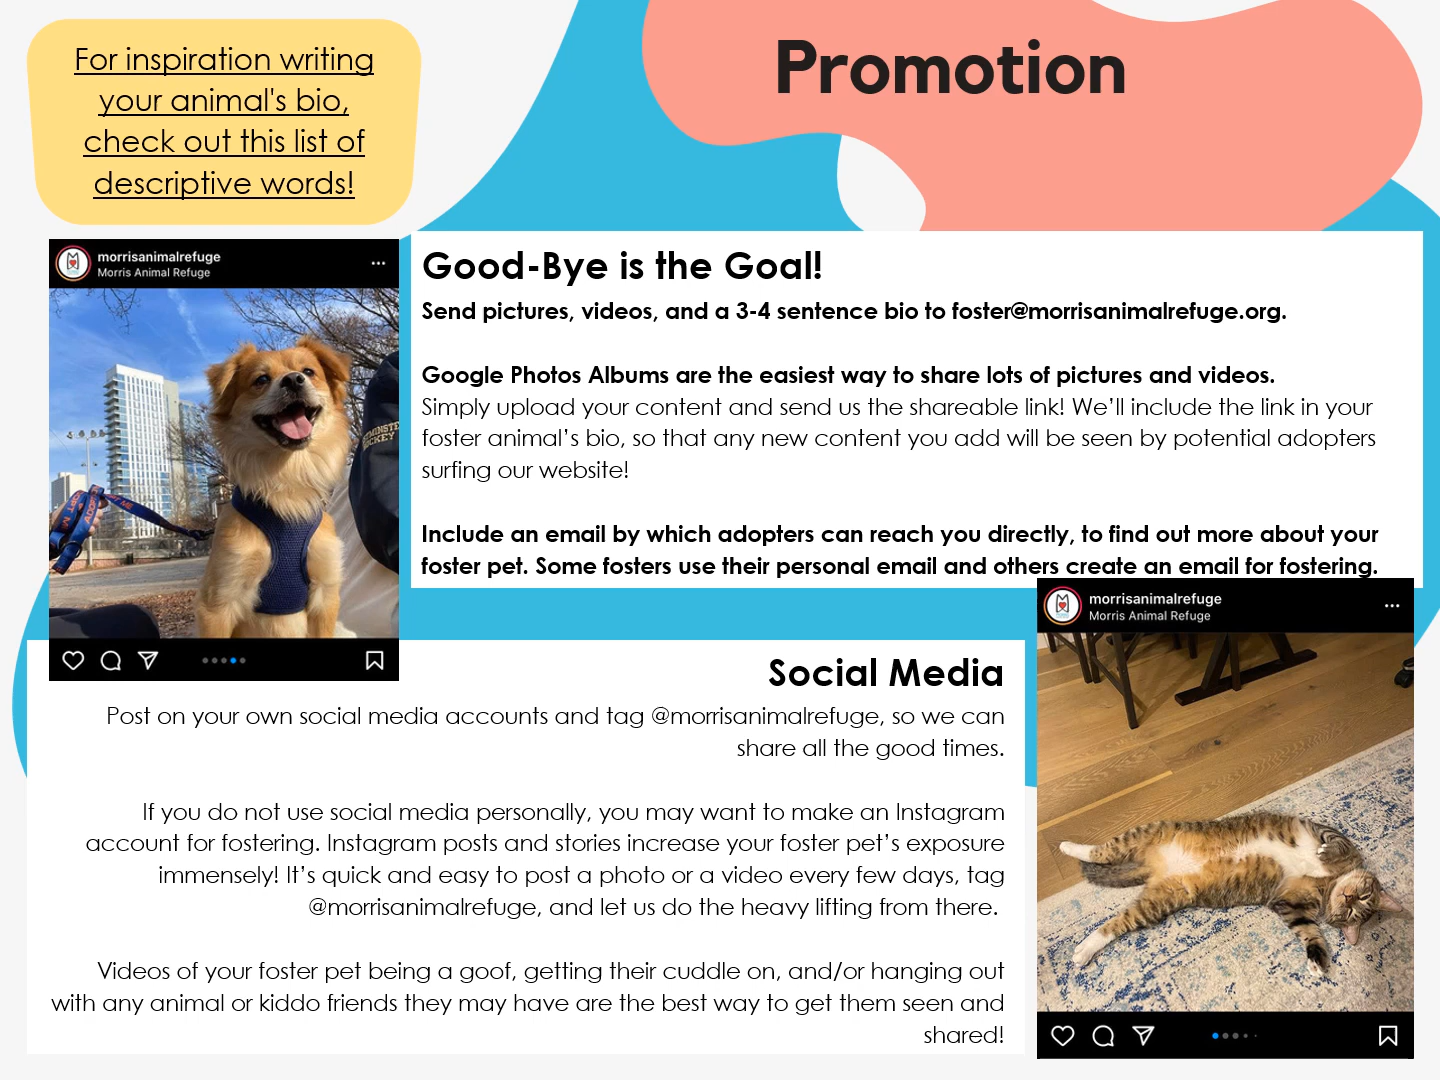 For inspiration writing
your animal's bio,
check out this list of
descriptive words!
Promotion
morrisanimalrefuge
Morris Animal Refuge
Good-Bye is the Goal!
Send pictures, videos, and a 3-4 sentence bio to foster@morrisanimalrefuge.org.
Google Photos Albums are the easiest way to share lots of pictures and videos.
Simply upload your content and send us the shareable link! We’ll include the link in your
foster animal’s bio, so that any new content you add will be seen by potential adopters
surfing our website!
Include an email by which adopters can reach you directly, to find out more about your
foster pet. Some fosters use their personal email and others create an email for fostering.
morrisanimalrefuge
Morris Animal Refuge
Social Media
Post on your own social media accounts and tag @morrisanimalrefuge, so we can
share all the good times.
If you do not use social media personally, you may want to make an Instagram
account for fostering. Instagram posts and stories increase your foster pet’s exposure
immensely! It’s quick and easy to post a photo or a video every few days, tag
@morrisanimalrefuge, and let us do the heavy lifting from there.
Videos of your foster pet being a goof, getting their cuddle on, and/or hanging out
with any animal or kiddo friends they may have are the best way to get them seen and
shared!